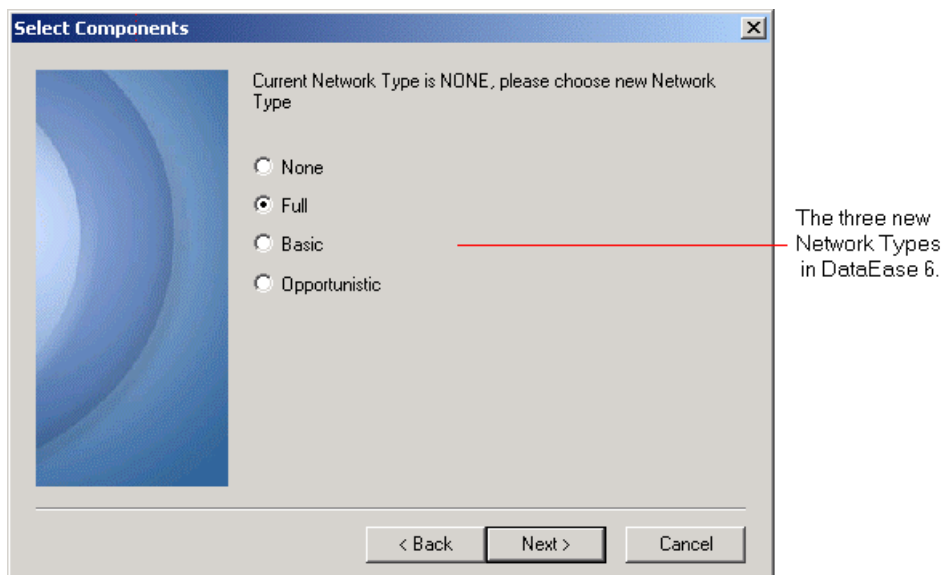 Select Components
Current Network Type is NONE, please choose new Network
Type
None
Full
Basic
Opportunistic
The three new
Network Types
in DataEase 6.
< Back
Next >
Cancel